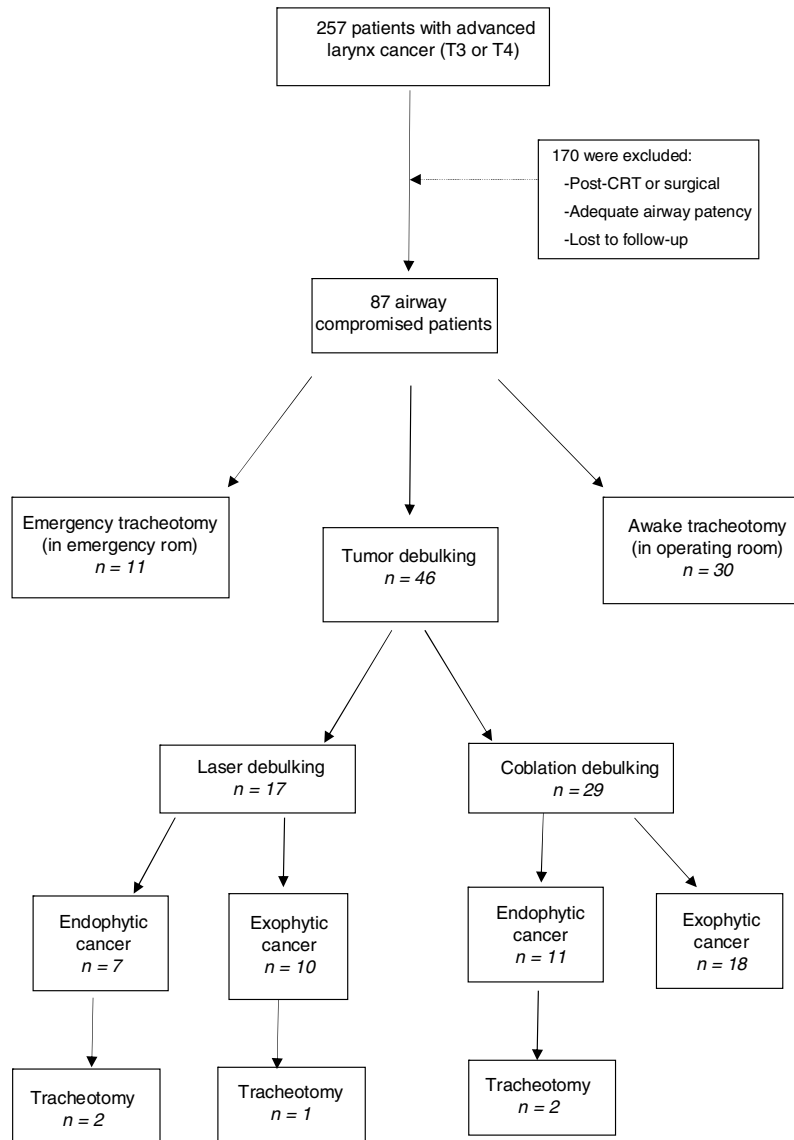 257 patients with advanced
larynx cancer (T3 or T4)
170 were excluded:
-Post-CRT or surgical
-Adequate airway patency
-Lost to follow-up
87 airway
compromised patients
Emergency tracheotomy
(in emergency rom)
n = 11
Tumor debulking
n = 46
Awake tracheotomy
(in operating room)
n = 30
Laser debulking
n = 17
Coblation debulking
n = 29
Endophytic
cancer
n = 7
Exophytic
cancer
n = 10
Endophytic
cancer
n = 11
Exophytic
cancer
n = 18
Tracheotomy
n = 2
Tracheotomy
n = 1
Tracheotomy
n = 2